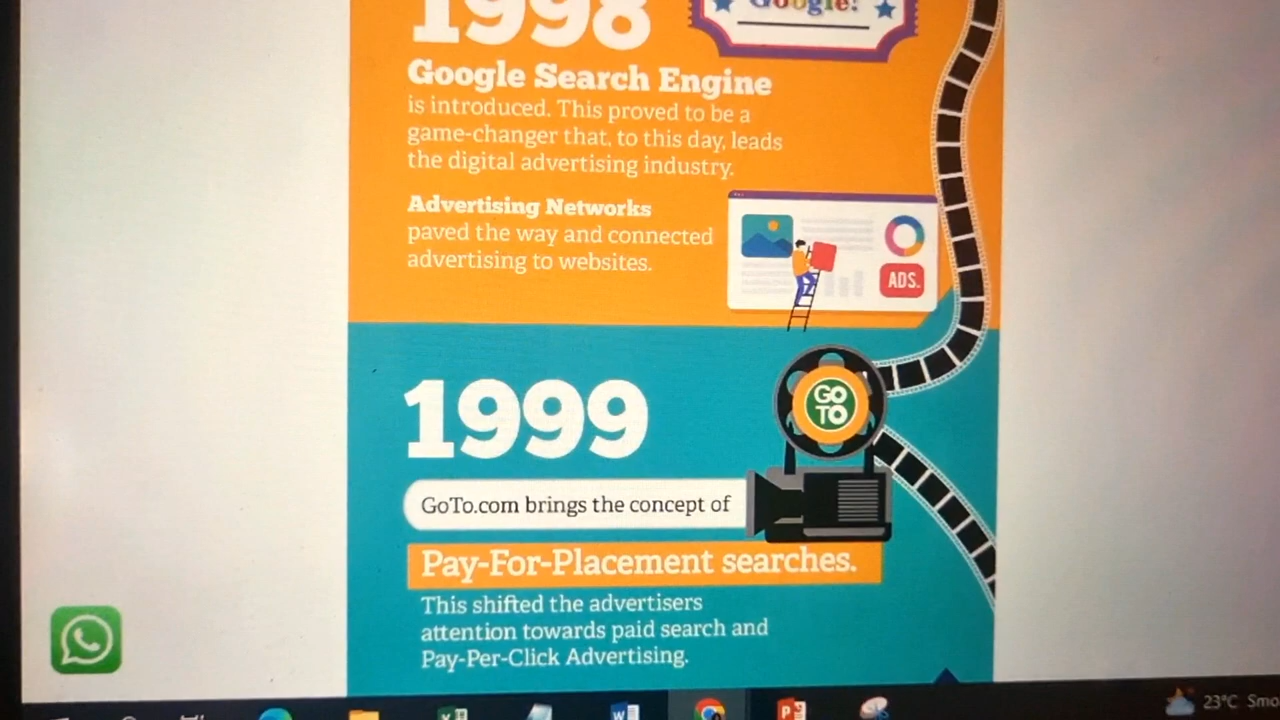 1998
Google!
Google Search Engine
is introduced. This proved to be a
game-changer that, to this day, leads
the digital advertising industry.
Advertising Networks
paved the way and connected
advertising to websites.
ADS.
1999
GO
TO
GoTo.com brings the concept of
Pay-For-Placement searches.
This shifted the advertisers
attention towards paid search and
Pay-Per-Click Advertising.
23°C Smo